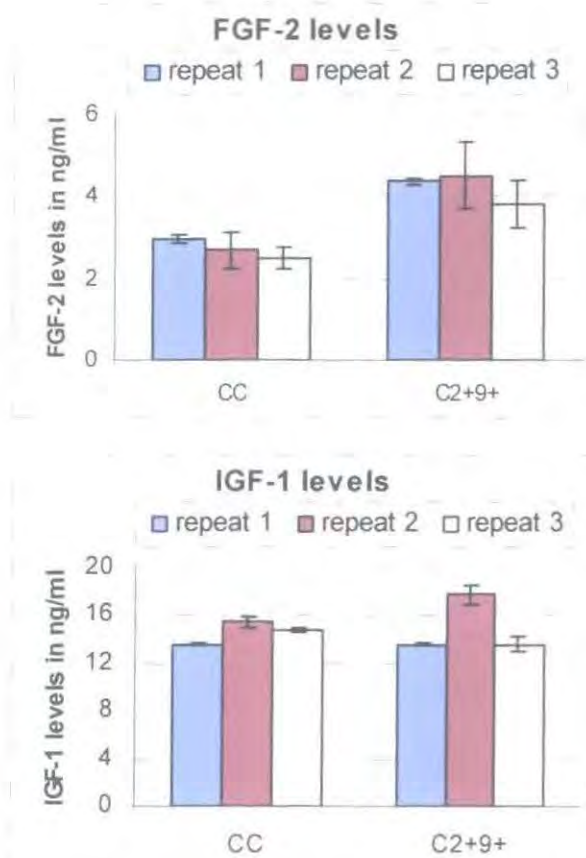 FGF-2 levels
repeat 1 repeat 2 repeat 3
FGF-2 levels in ng/ml
6
4
2
0
CC C2+9+
IGF-1 levels
repeat 1 repeat 2 repeat 3
IGF-1 levels in ng/ml
20
16
12
8
4
0
CC C2+9+